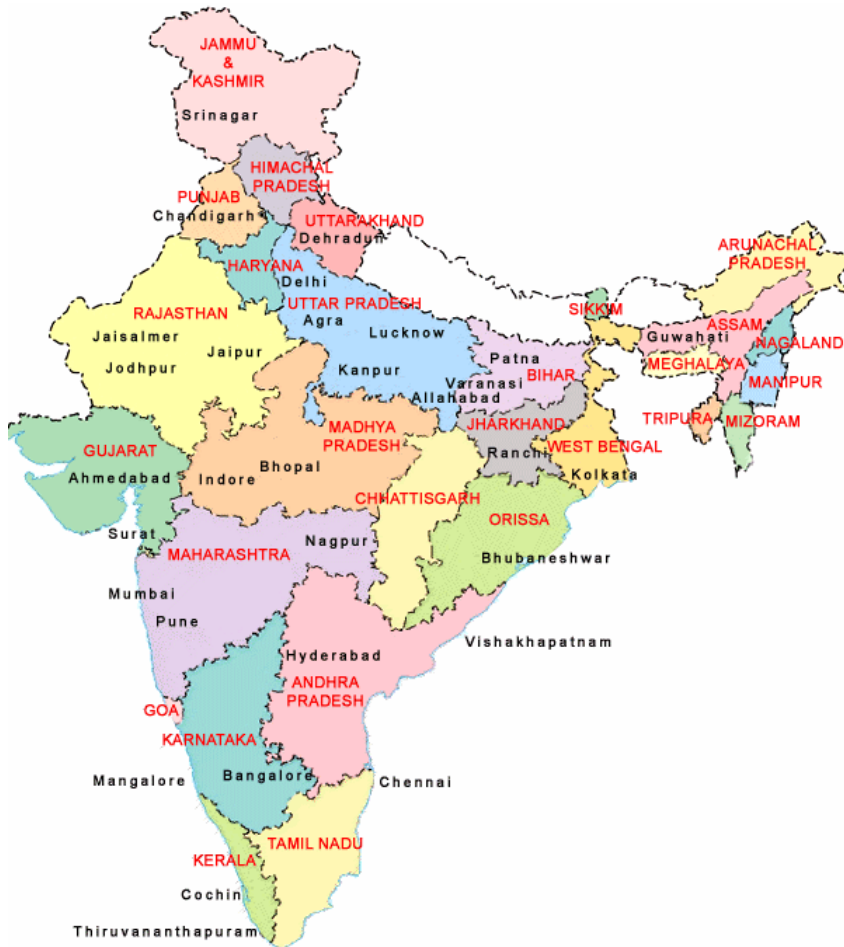 JAMMU
&
KASHMIR
Srinagar
HIMACHAL
PRADESH
PUNJAB
Chandigarh
UTTARAKHAND
Dehradun
ARUNACHAL
PRADESH
HARYANA
Delhi
SIKKIM
RAJASTHAN
UTTAR PRADESH
Agra
Lucknow
ASSAM
Guwahati
NAGALAND
Jaisalmer
Jaipur
Jodhpur
Kanpur
Patna
Varanasi
BIHAR
Allahabad
MEGHALAYA
MANIPUR
TRIPURA
MIZORAM
MADHYA
PRADESH
JHARKHAND
Ranchi
WEST BENGAL
Kolkata
GUJARAT
Ahmedabad
Indore
Bhopal
CHHATTISGARH
ORISSA
Bhubaneshwar
Surat
MAHARASHTRA
Nagpur
Mumbai
Pune
Hyderabad
Vishakhapatnam
ANDHRA
PRADESH
GOA
KARNATAKA
Mangalore
Bangalore
Chennai
TAMIL NADU
KERALA
Cochin
Thiruvananthapuram